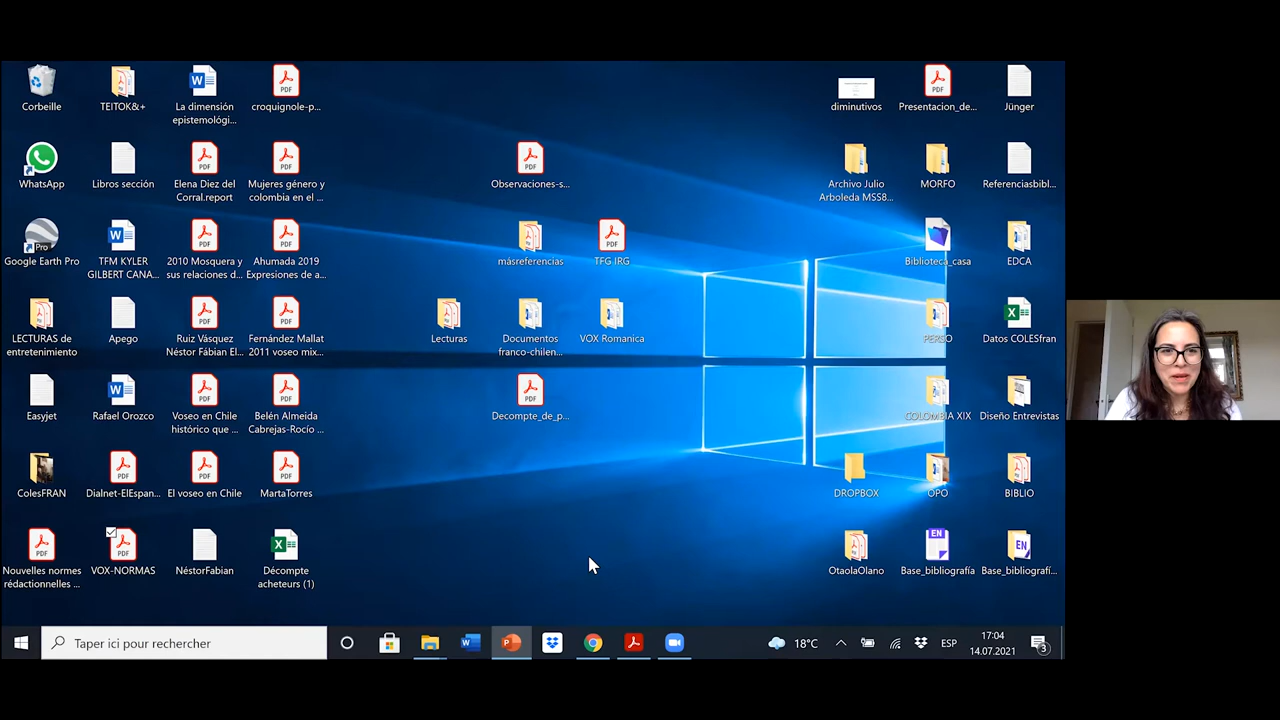 Corbeille
TEITOK&+
La dimensión
epistemológi...
croquignole-p...
diminutivos
Presentacion_de...
Jünger
WhatsApp
Libros sección
Elena Diez del
Corral.report
Mujeres género y
colombia en el ...
Observaciones-s...
Archivo Julio
Arboleda MSS8...
MORFO
Referenciasbibl...
Google Earth Pro
TFM KYLER
GILBERT CANA...
2010 Mosquera y
sus relaciones d...
Ahumada 2019
Expresiones de a...
másreferencias
TFG IRG
Biblioteca_casa
EDCA
LECTURAS de
entretenimiento
Apego
Ruiz Vásquez
Néstor Fábian El...
Fernández Mallat
2011 voseo mix...
Lecturas
Documentos
franco-chilen...
VOX Romanica
PERSO
Datos COLESfran
Easyjet
Rafael Orozco
Voseo en Chile
histórico que ...
Belén Almeida
Cabrejas-Rocío ...
Decompte_de_p...
COLOMBIA XIX
Diseño Entrevistas
ColesFRAN
Dialnet-ElEspan...
El voseo en Chile
MartaTorres
DROPBOX
OPO
BIBLIO
Nouvelles normes
rédactionnelles ...
VOX-NORMAS
NéstorFabian
Décompte
acheteurs (1)
OtaolaOlano
Base_bibliografía
Base_bibliografí...
Taper ici pour rechercher
18°C
ESP
17:04
14.07.2021
3